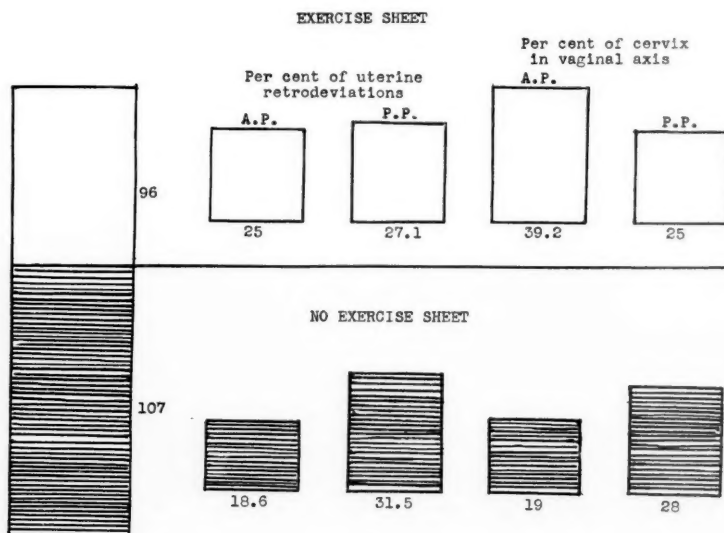 EXERCISE SHEET
Per cent of uterine
retrodeviations
Per cent of cervix
in vaginal axis
A.P.
P.P.
A.P.
P.P.
96
25
27.1
39.2
25
NO EXERCISE SHEET
107
18.6
31.5
19
28